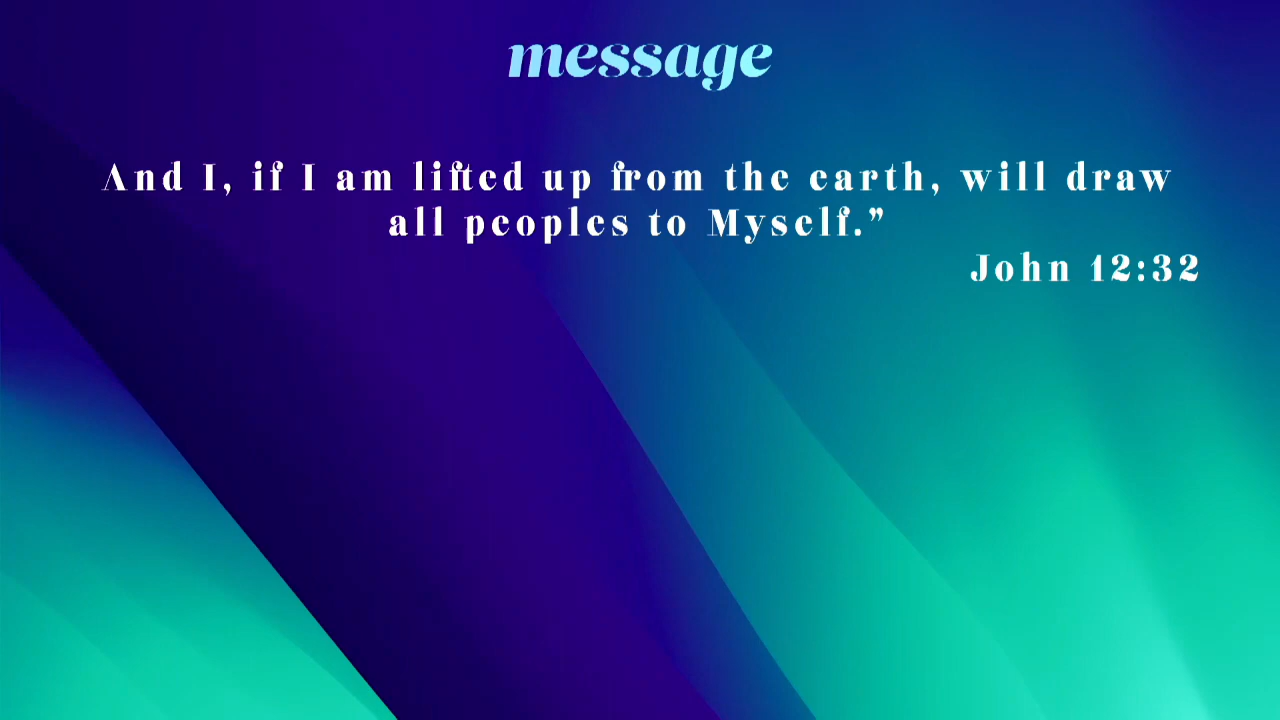 message
And I, if I am lifted up from the earth, will draw
all peoples to Myself.”
John 12:32